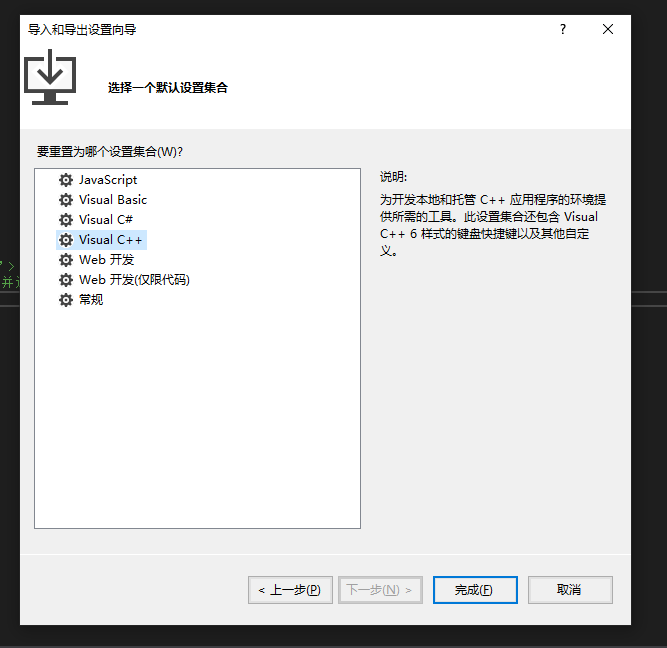 导入和导出设置向导
?
选择一个默认设置集合
要重置为哪个设置集合(W)?
JavaScript
Visual Basic
Visual C#
Visual C++
Web 开发
Web 开发(仅限代码)
常规
说明:
为开发本地和托管 C++ 应用程序的环境提
供所需的工具。此设置集合还包含 Visual
C++ 6 样式的键盘快捷键以及其他自定
义。
< 上一步(P)
下一步(N) >
完成(F)
取消